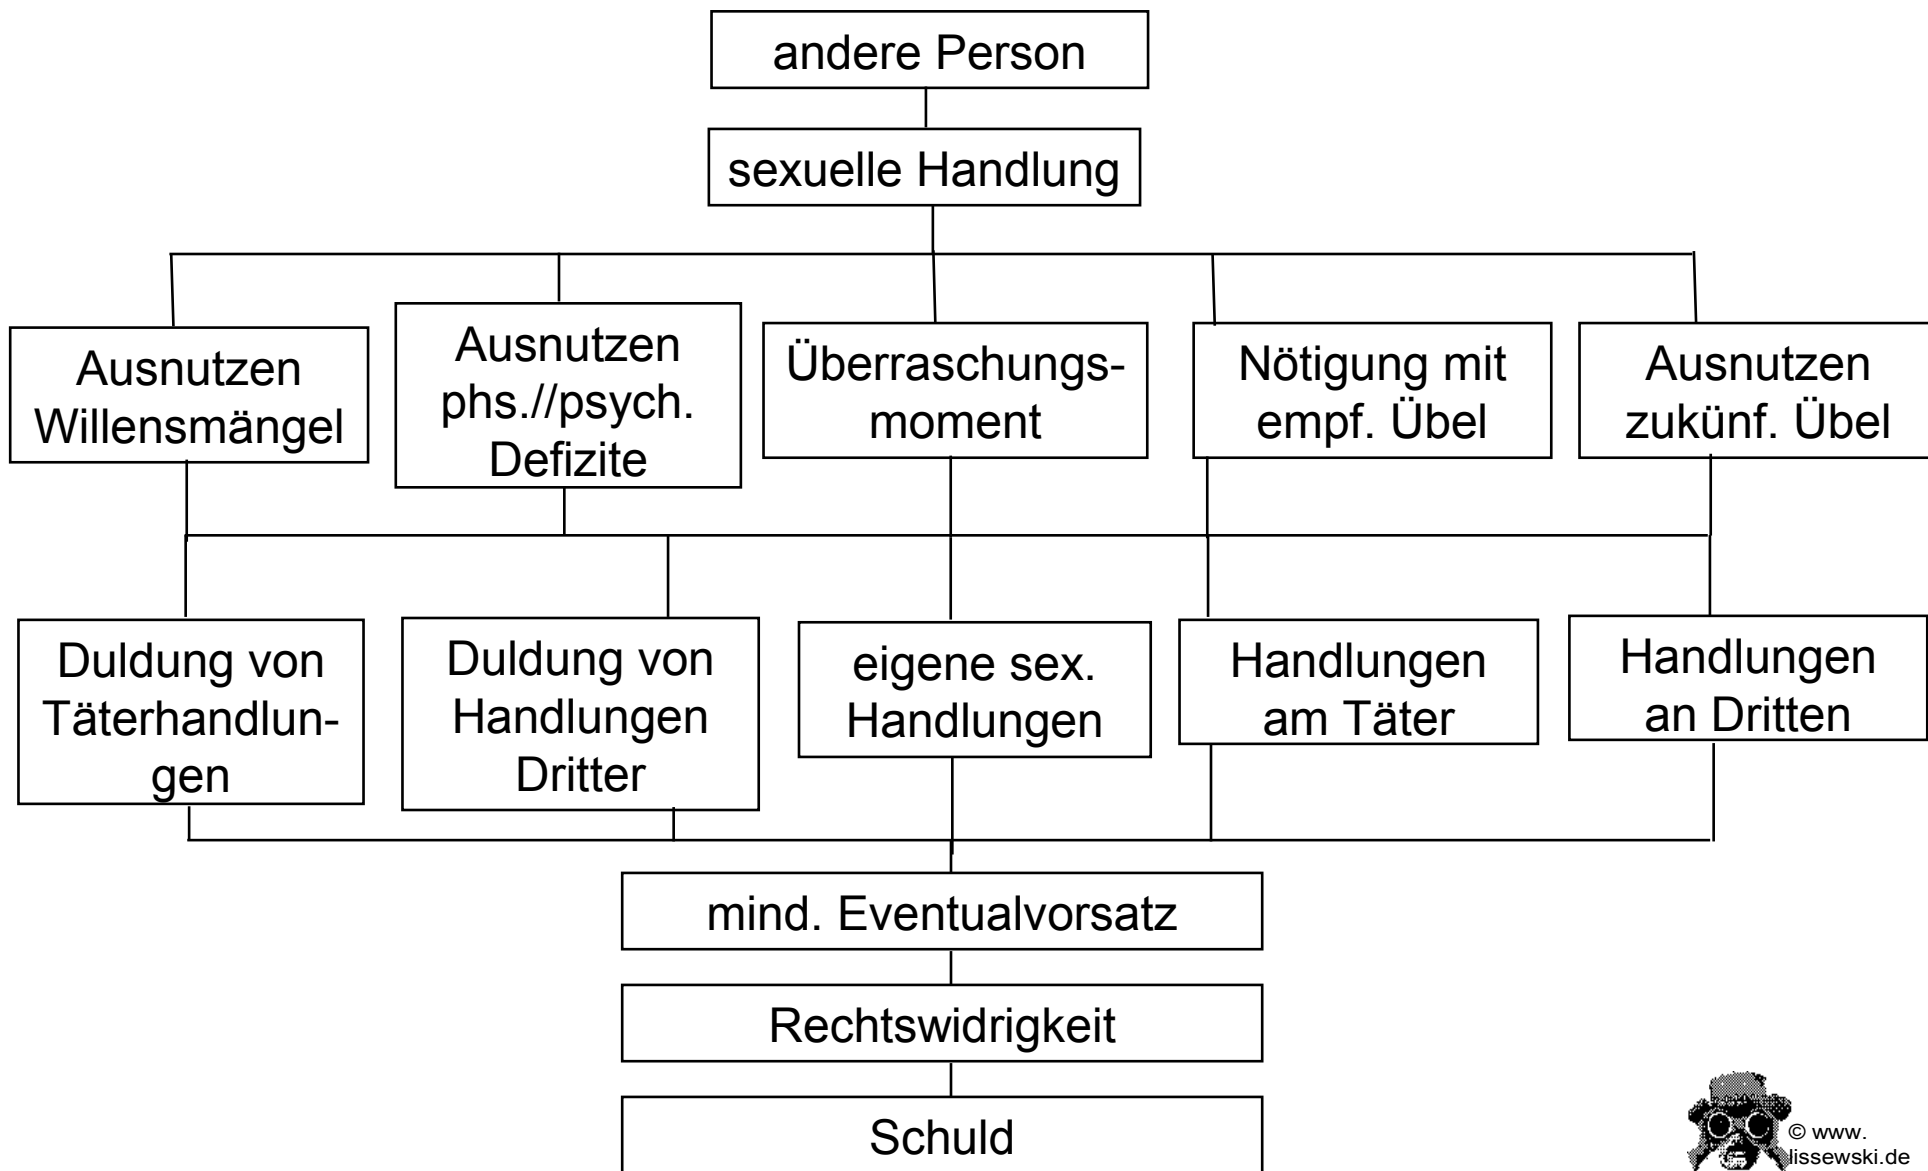 andere Person
sexuelle Handlung
Ausnutzen
Willensmängel
Ausnutzen
phs.//psych.
Defizite
Überraschungs-
moment
Nötigung mit
empf. Übel
Ausnutzen
zukünf. Übel
Duldung von
Täterhandlun-
gen
Duldung von
Handlungen
Dritter
eigene sex.
Handlungen
Handlungen
am Täter
Handlungen
an Dritten
mind. Eventualvorsatz
Rechtswidrigkeit
Schuld
© www.
lissewski.de